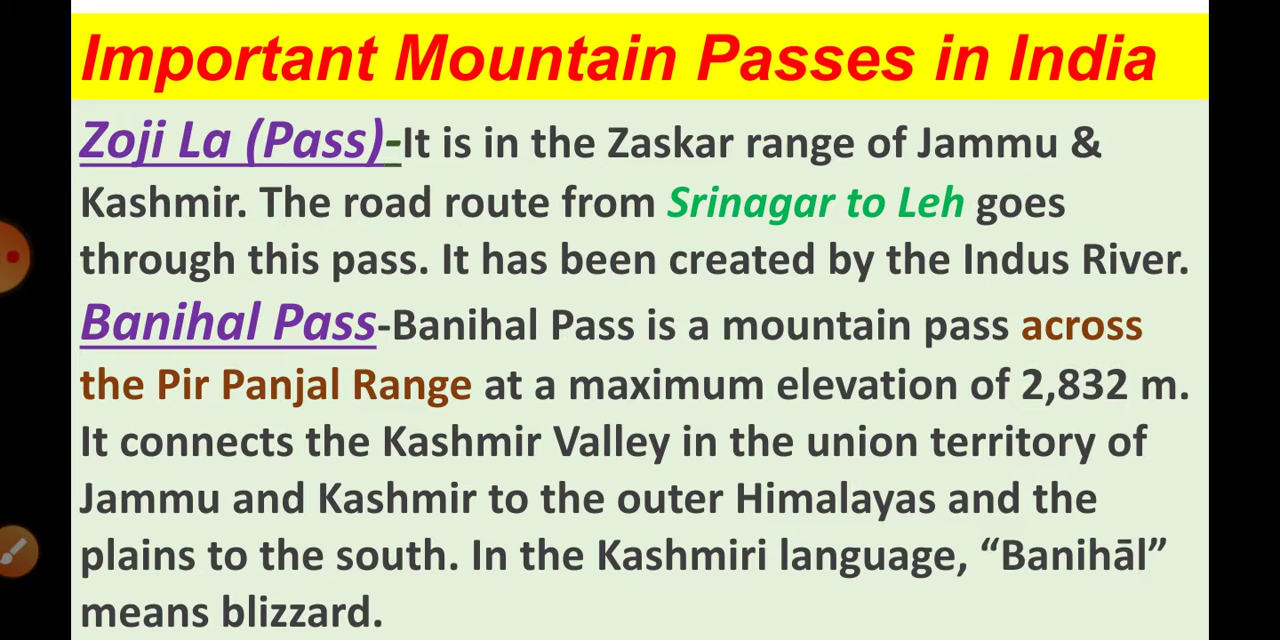 Important Mountain Passes in India
Zoji La (Pass)-It is in the Zaskar range of Jammu &
Kashmir. The road route from Srinagar to Leh goes
through this pass. It has been created by the Indus River.
Banihal Pass-Banihal Pass is a mountain pass across
the Pir Panjal Range at a maximum elevation of 2,832 m.
It connects the Kashmir Valley in the union territory of
Jammu and Kashmir to the outer Himalayas and the
plains to the south. In the Kashmiri language, “Banihāl”
means blizzard.